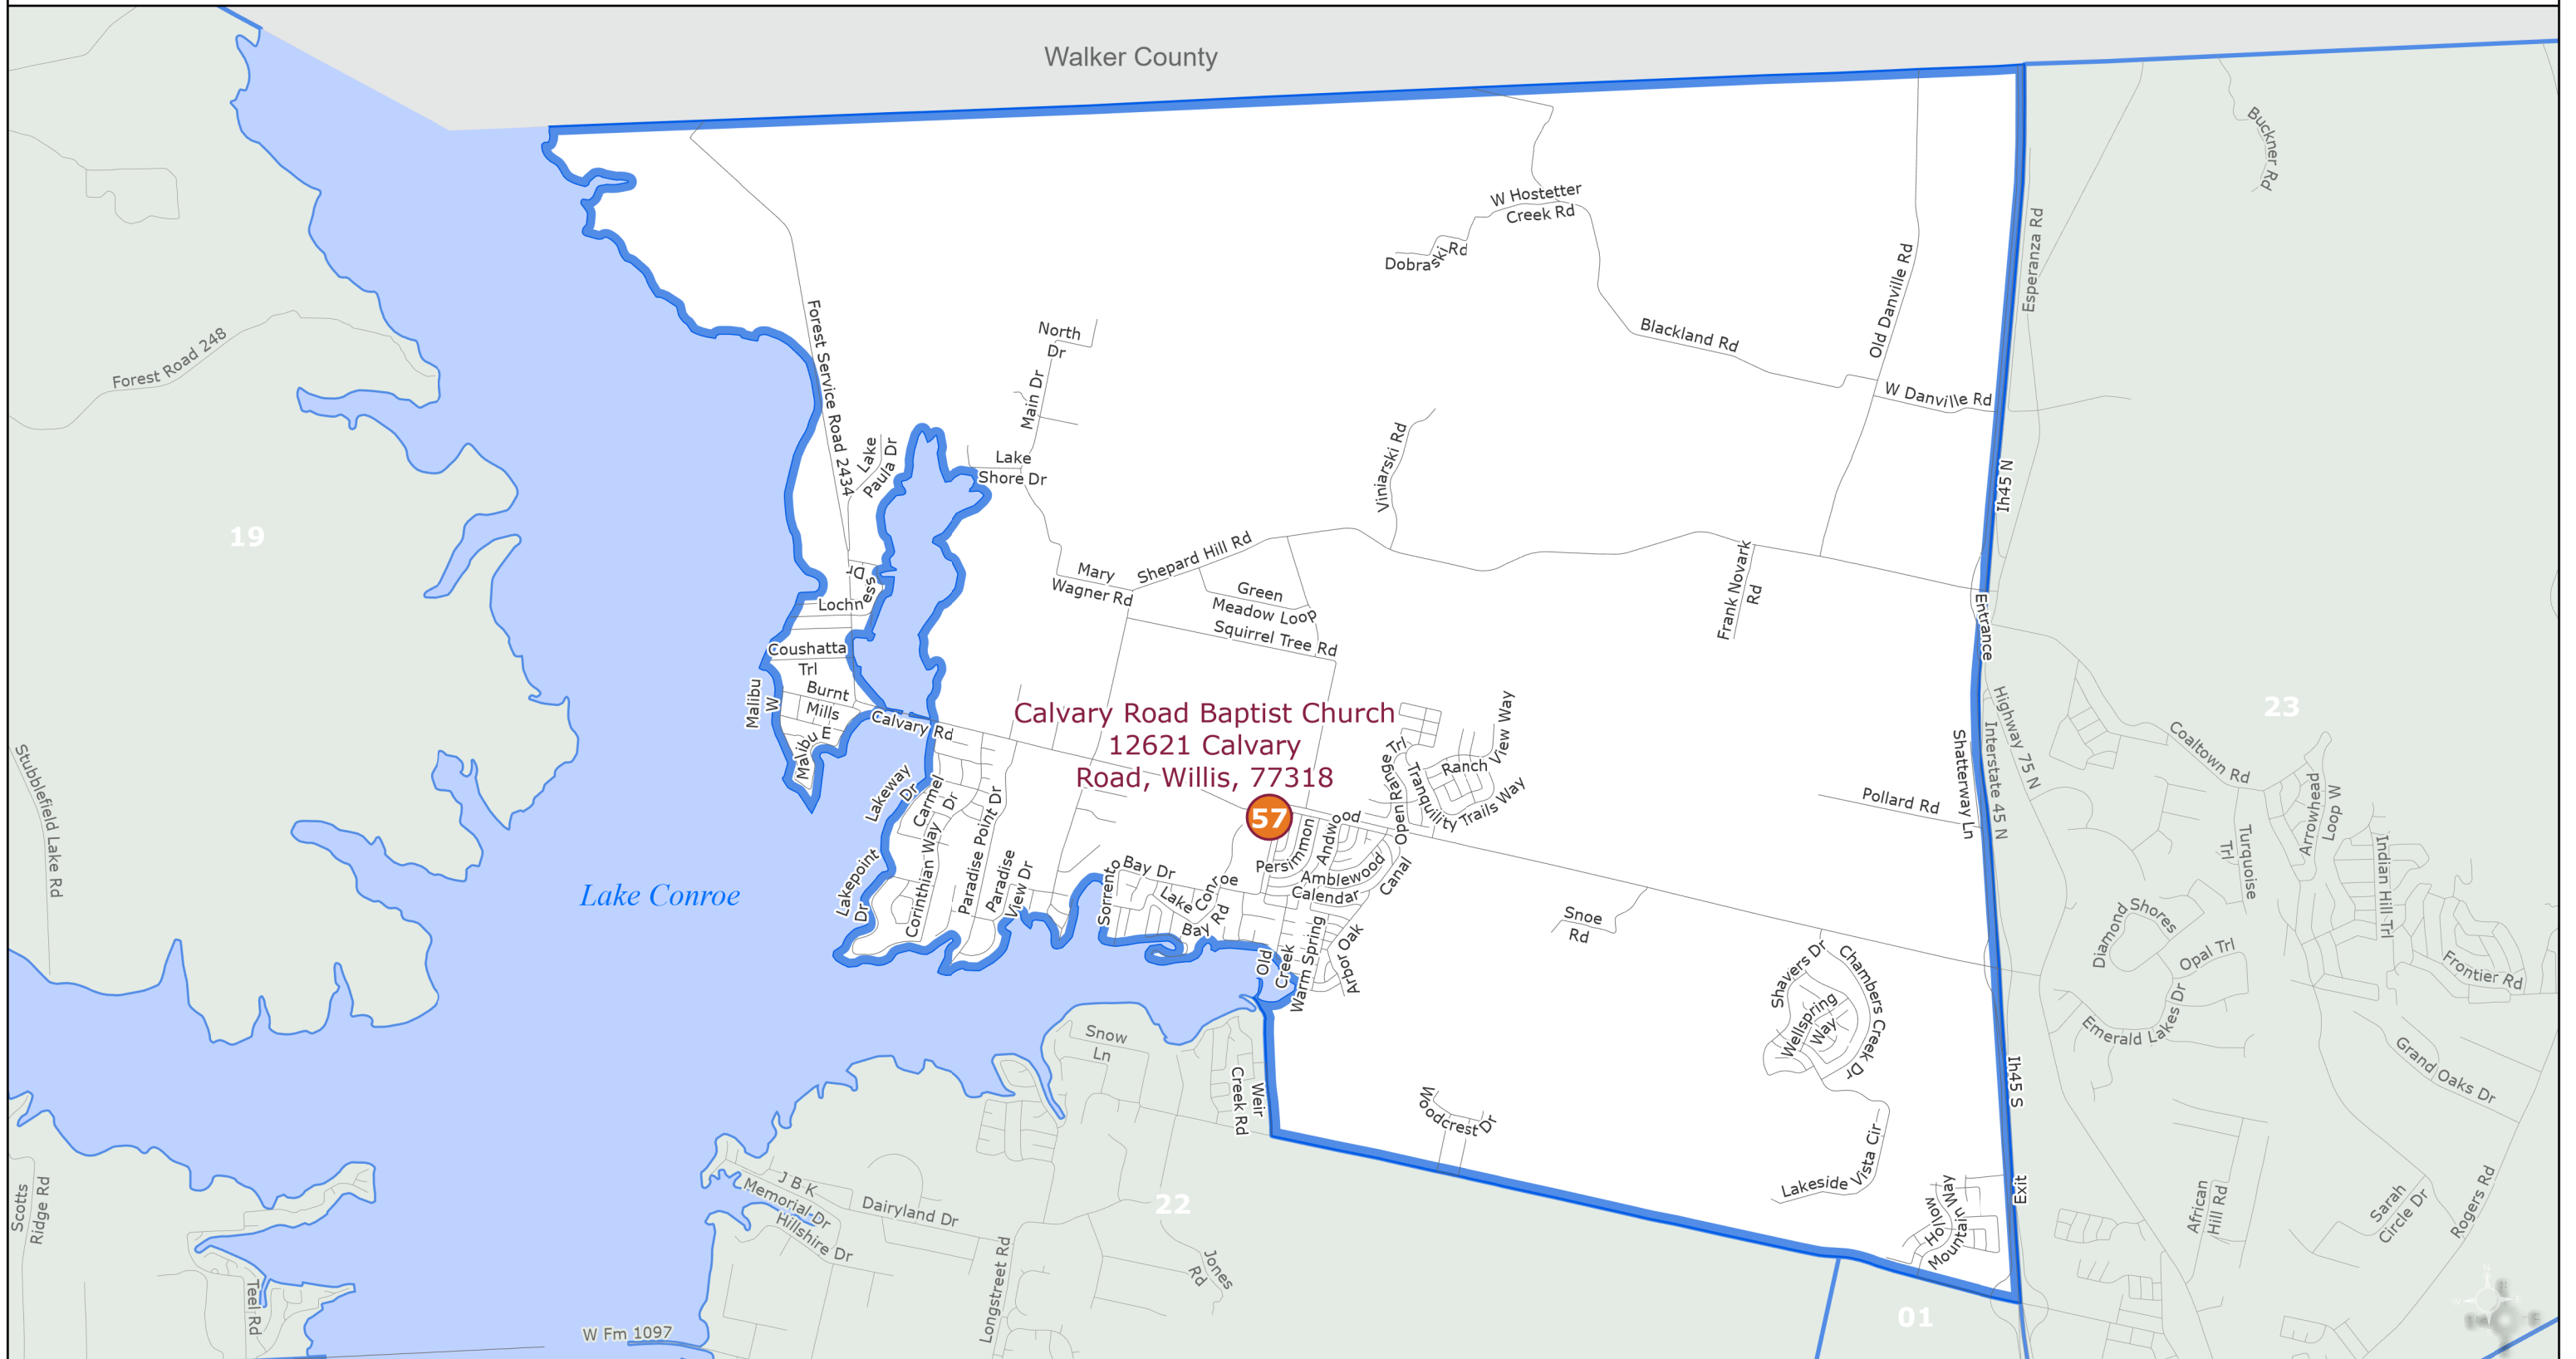 Walker County
Buckner Rd
W Hostetter
Creek Rd
Dobraski Rd
Esperanza Rd
Old Danville Rd
Forest Service Road 2434
North
Dr
Blackland Rd
Forest Road 248
Main Dr
W Danville Rd
Lake
Paula Dr
Lake
Shore Dr
Viniarski Rd
Ih45 N
19
Shepard Hill Rd
Mary
Wagner Rd
Green
Meadow Loop
Squirrel Tree Rd
Frank Novark
Rd
Entrance
Lochness Dr
Coushatta
Trl
Malibu
W
Burnt
Mills
Malibu E
Calvary Rd
Calvary Road Baptist Church
12621 Calvary
Road, Willis, 77318
57
View Way
Ranch
Open Range Trl
Tranquility Trails Way
Highway 75 N
Interstate 45 N
Shatterway Ln
23
Coaltown Rd
Pollard Rd
Arrowhead
Loop W
Turquoise
Trl
Indian Hill Trl
Stubblefield Lake Rd
Lakeway
Dr
Carmel
Dr
Corinthian Way
Paradise Point Dr
Paradise
View Dr
Lakepoint
Dr
Lake Conroe
Sorrento
Bay Dr
Lake Conroe
Bay Rd
Persimmon
Andwood
Amblewood
Calendar
Canal
Old
Creek
Warm Spring
Arbor Oak
Snoe
Rd
Shavers Dr
Chambers Creek Dr
Wellspring
Way
Diamond
Shores
Opal Trl
Emerald Lakes Dr
Frontier Rd
Grand Oaks Dr
Snow
Ln
Weir
Creek Rd
Woodcrest Dr
Ih45 S
Lakeside Vista Cir
Exit
Mountain Way
Holow
African
Hill Rd
Sarah
Circle Dr
Rogers Rd
Scotts
Ridge Rd
J B K
Memorial Dr
Hillshire Dr
Dairyland Dr
22
Longstreet Rd
Jones
Rd
Teel Rd
W Fm 1097
01